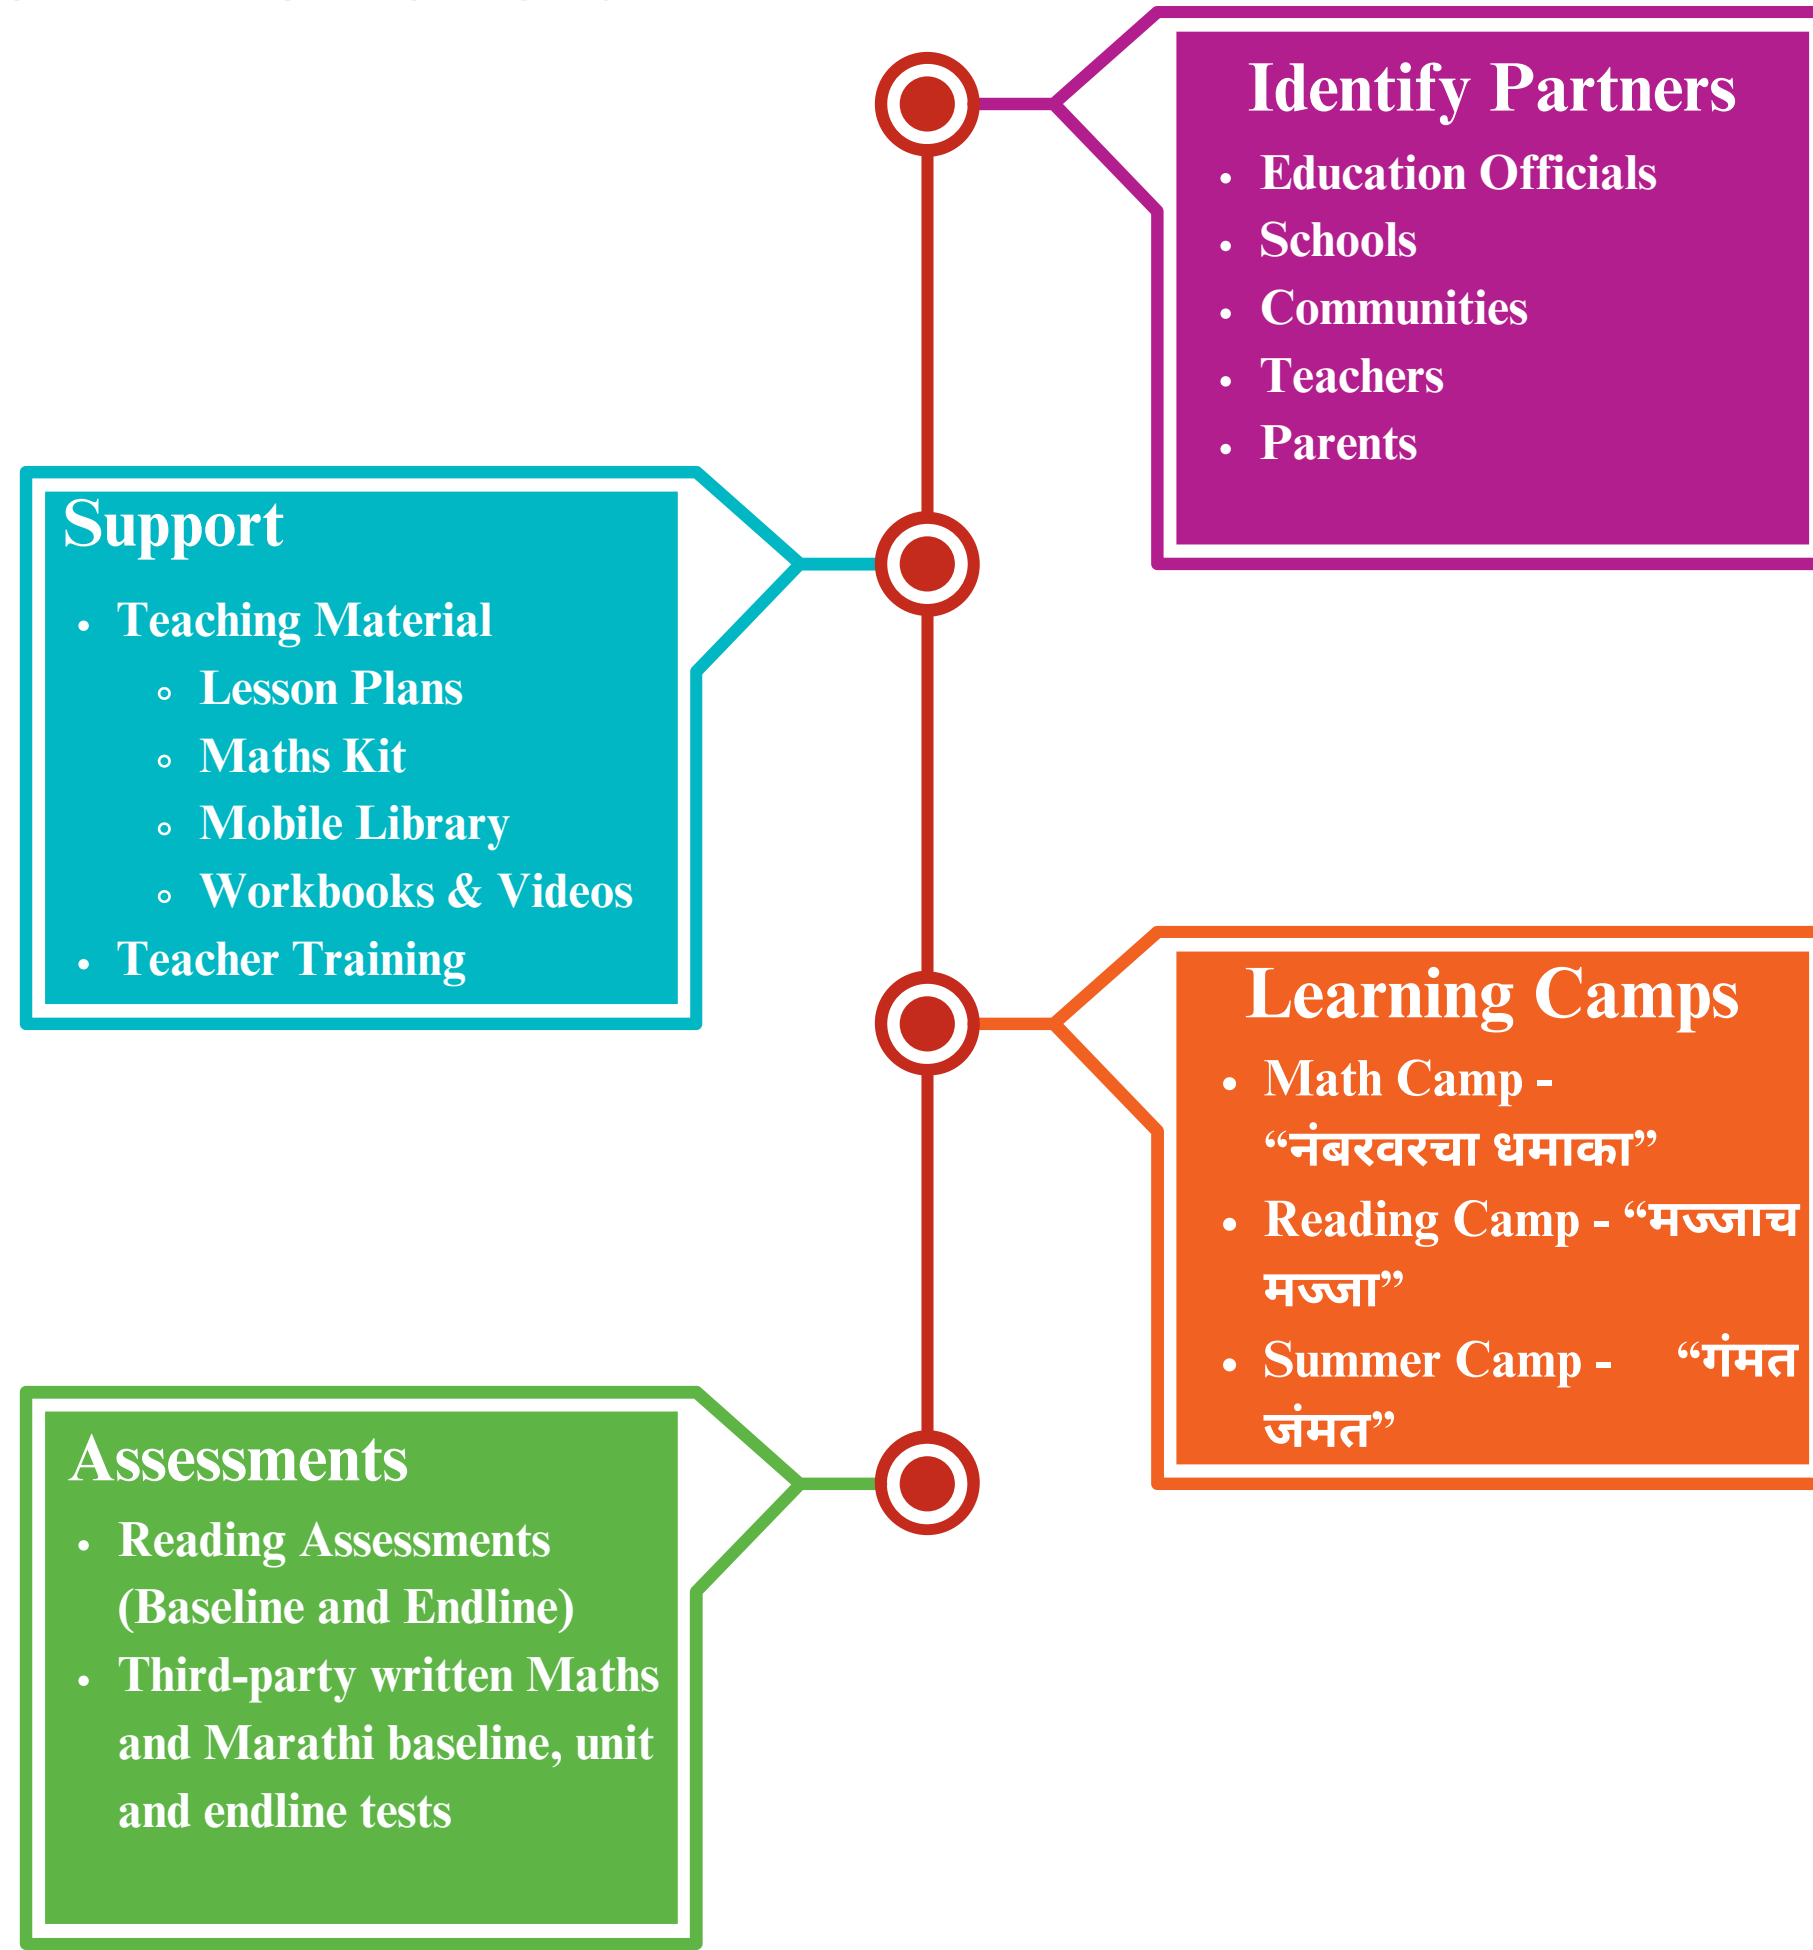 Identify Partners
• Education Officials
• Schools
• Communities
• Teachers
• Parents
Support
• Teaching Material
◦ Lesson Plans
◦ Maths Kit
◦ Mobile Library
◦ Workbooks & Videos
• Teacher Training
Learning Camps
• Math Camp -
“नंबरवरचा धमाका”
• Reading Camp - “मज्जाच
मज्जा”
• Summer Camp - “गंमत
जंमत”
Assessments
• Reading Assessments
(Baseline and Endline)
• Third-party written Maths
and Marathi baseline, unit
and endline tests